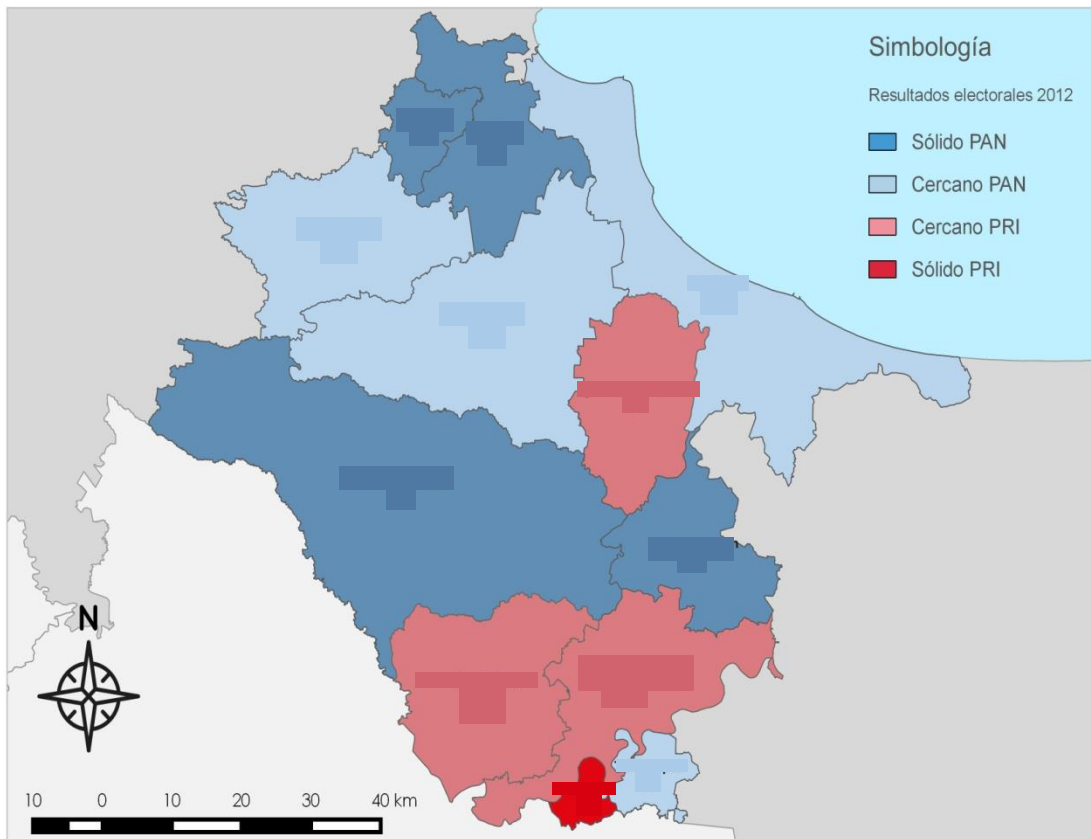 Simbología
Resultados electorales 2012
Sólido PAN
Cercano PAN
Cercano PRI
Sólido PRI
N
10 0 10 20 30 40 km